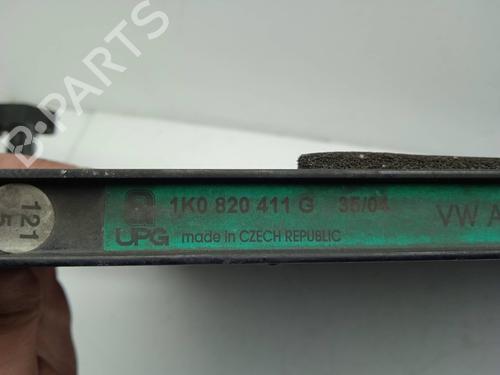 B-PARTS
1K0 820 411 G 35/04 VW A
UPG made in CZECH REPUBLIC
121
5